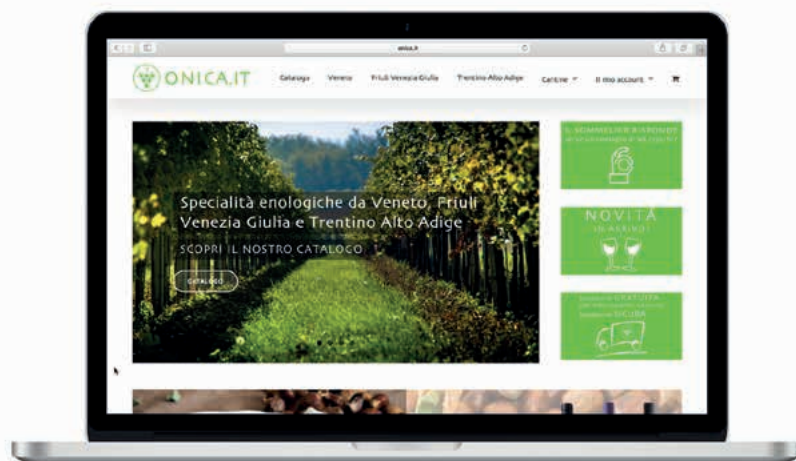 onica.it
ONICA.IT
Catalogo
Veneto
Friuli Venezia Giulia
Trentino Alto Adige
Cantine
Il mio account
Specialità enologiche da Veneto, Friuli
Venezia Giulia e Trentino Alto Adige
SCOPRI IL NOSTRO CATALOGO
CATALOGO
IL SOMMELIER RISPONDE
NOVITÀ
IN ARRIVO!
GRATUITA
SICURA